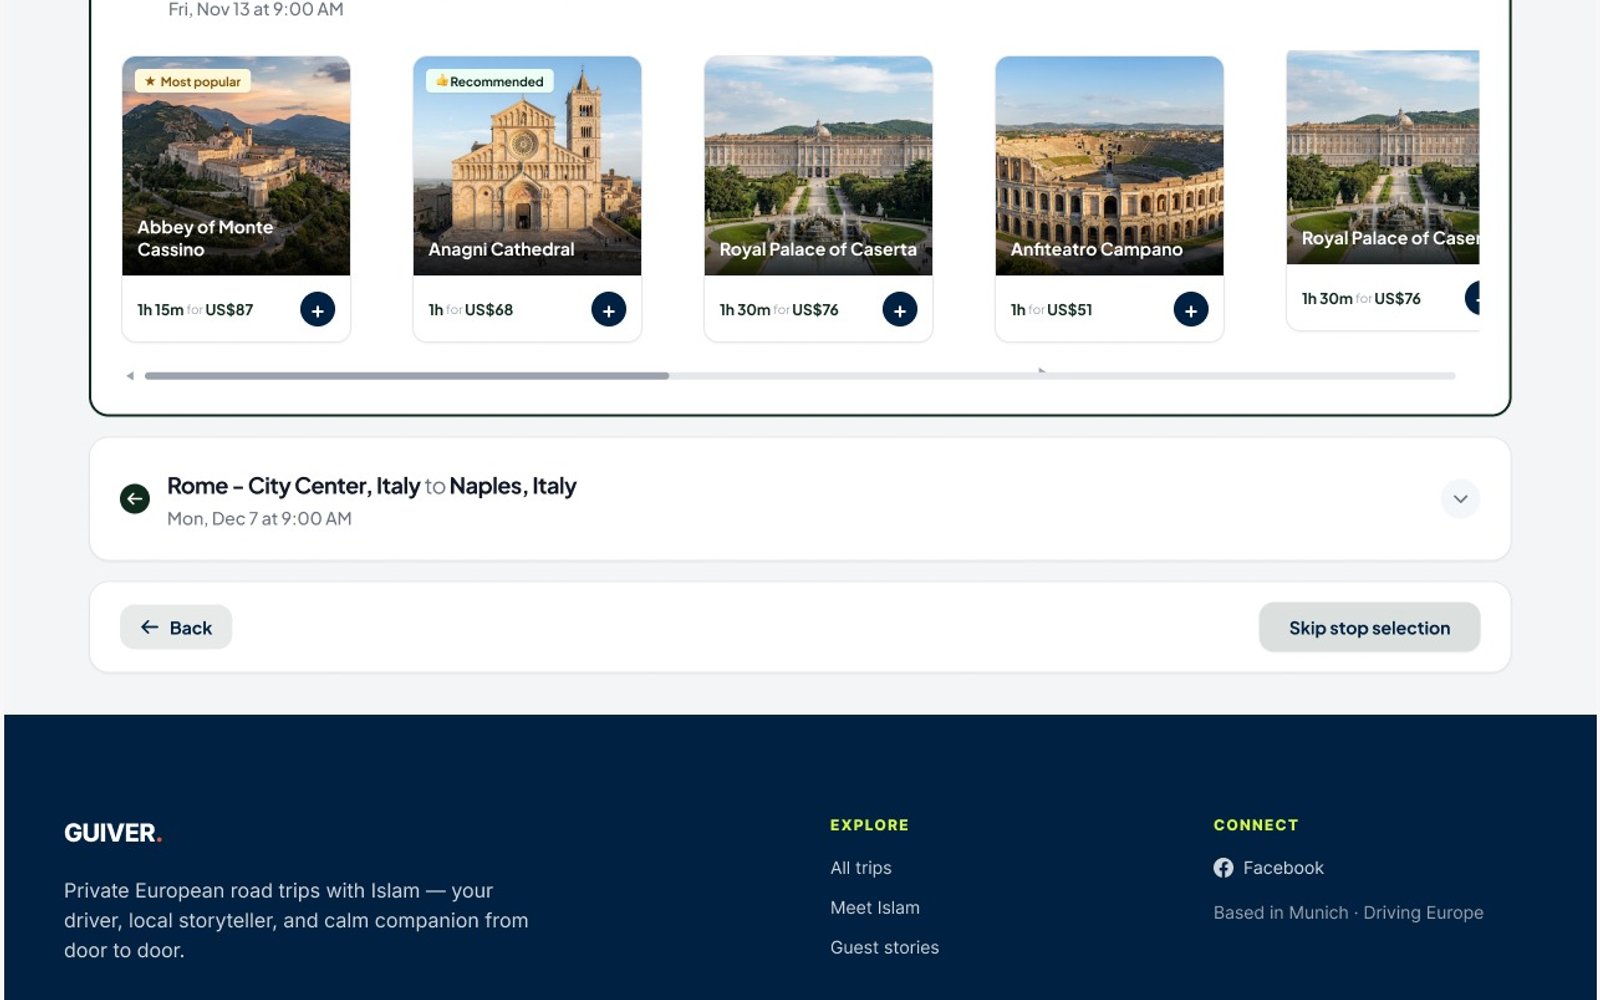 Fri, Nov 13 at 9:00 AM
★ Most popular
Abbey of Monte
Cassino
1h 15m for US$87
+
👍Recommended
Anagni Cathedral
1h for US$68
+
Royal Palace of Caserta
1h 30m for US$76
+
Anfiteatro Campano
1h for US$51
+
Royal Palace of Caser
1h 30m for US$76
Rome – City Center, Italy to Naples, Italy
Mon, Dec 7 at 9:00 AM
← Back
Skip stop selection
GUIVER.
Private European road trips with Islam — your
driver, local storyteller, and calm companion from
door to door.
EXPLORE
All trips
Meet Islam
Guest stories
CONNECT
Facebook
Based in Munich · Driving Europe